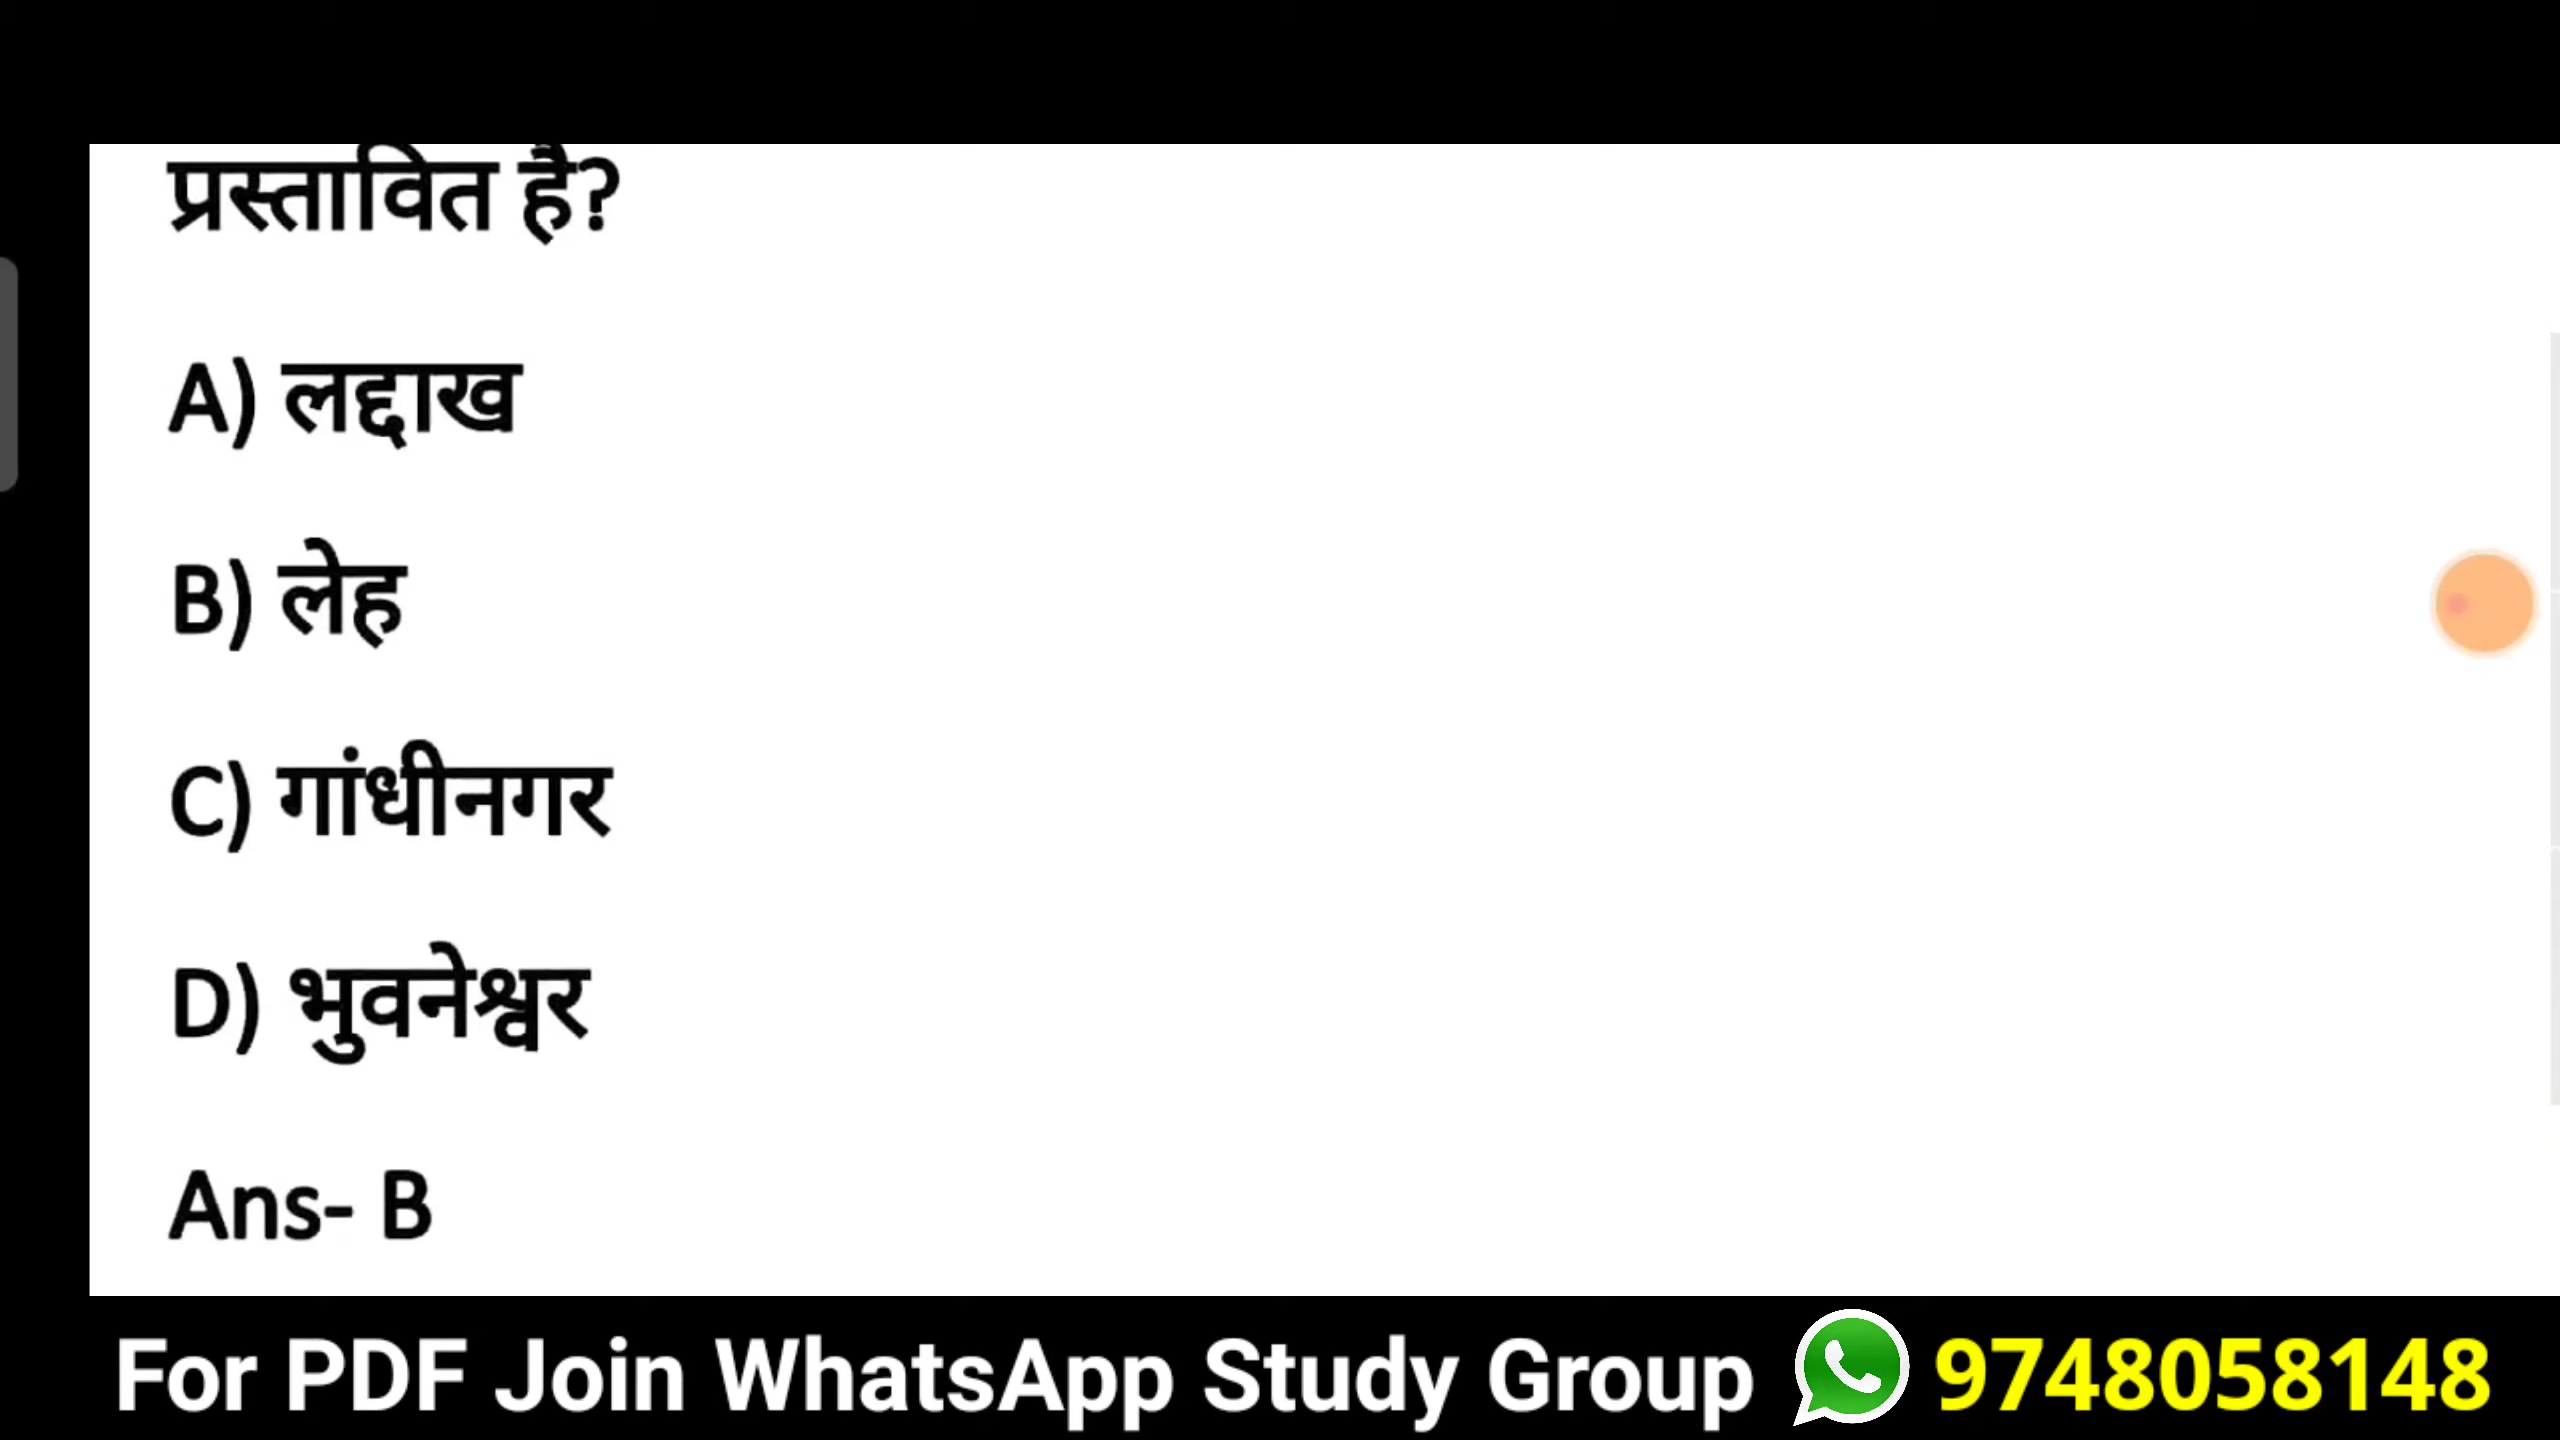 प्रस्तावित है?
A) लद्दाख
B) लेह
C) गांधीनगर
D) भुवनेश्वर
Ans- B
For PDF Join WhatsApp Study Group 9748058148